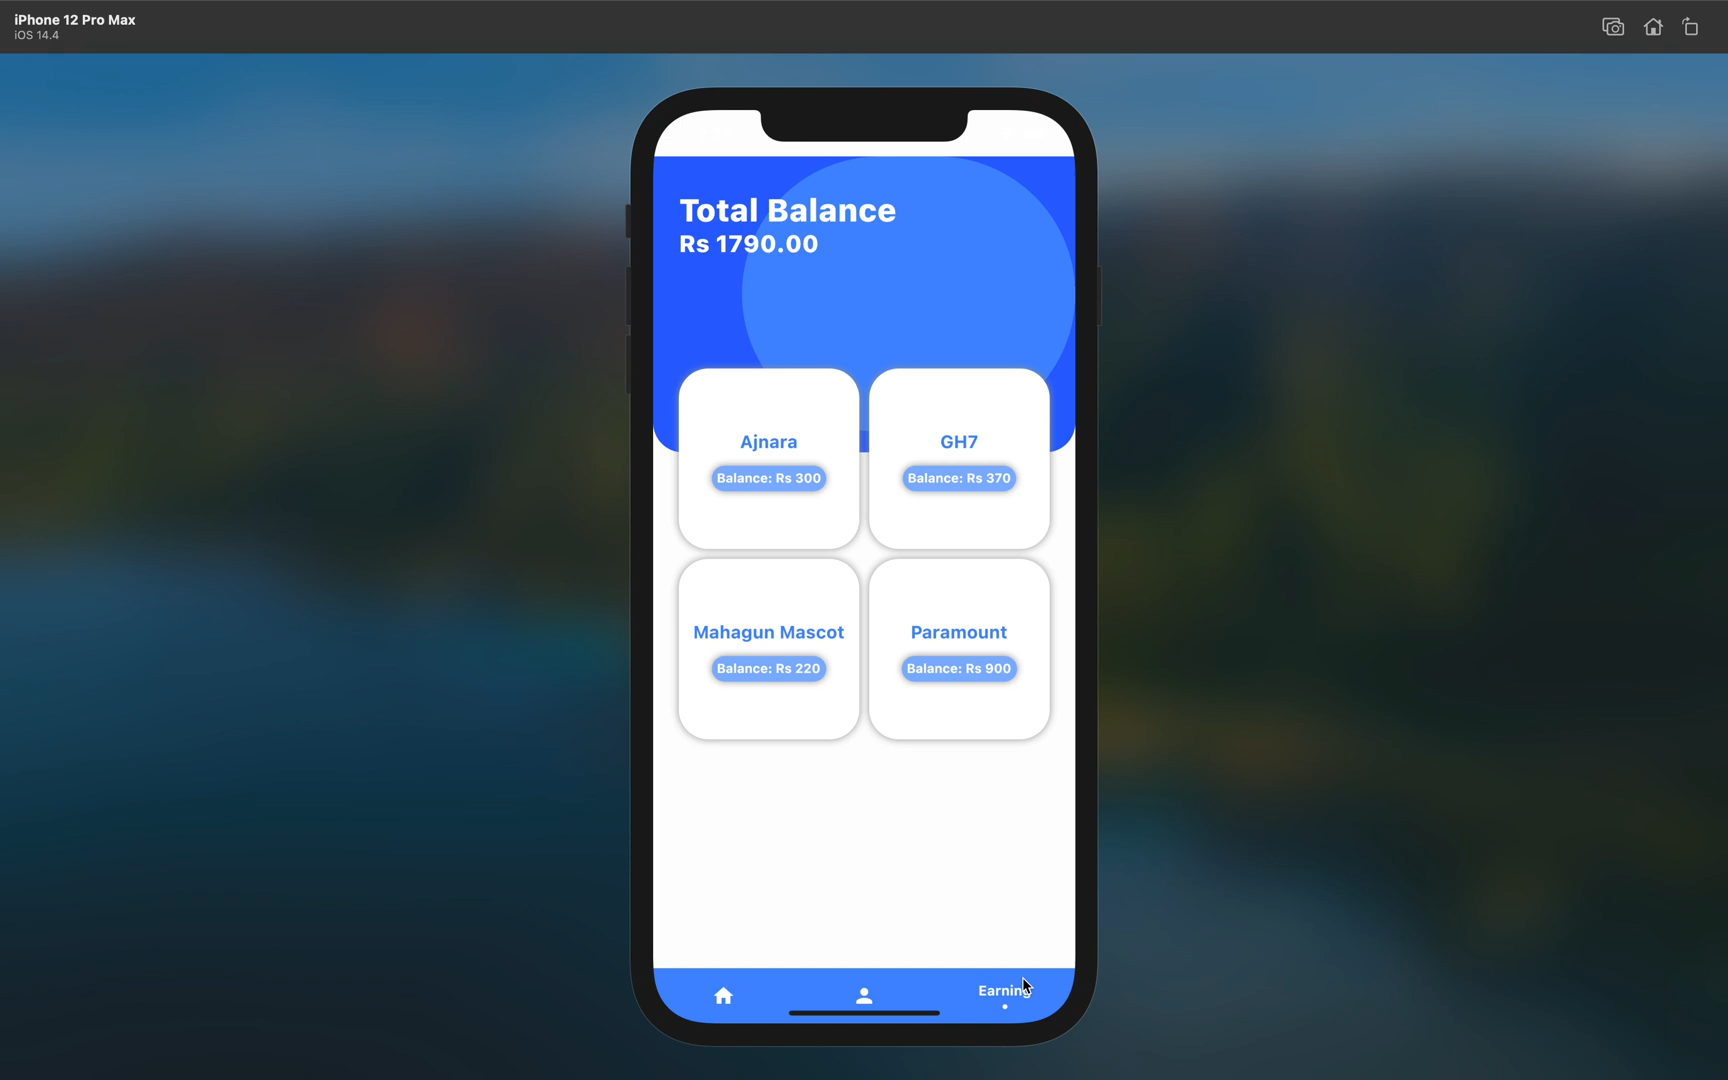 iPhone 12 Pro Max
iOS 14.4
Total Balance
Rs 1790.00
Ajnara
Balance: Rs 300
GH7
Balance: Rs 370
Mahagun Mascot
Balance: Rs 220
Paramount
Balance: Rs 900
Earning